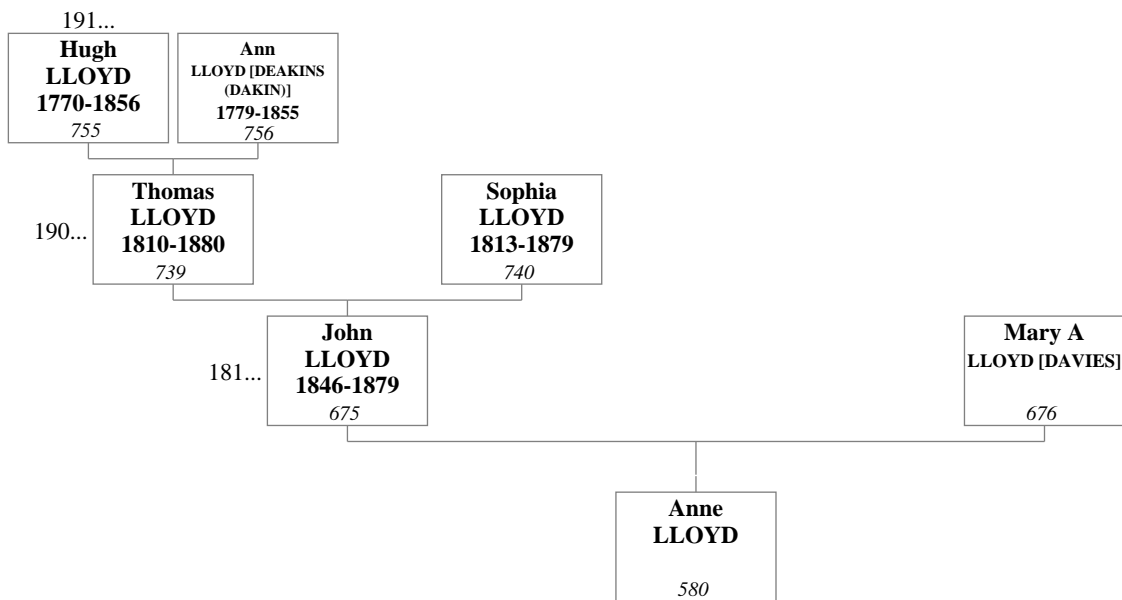 191...
Hugh
LLOYD
1770-1856
755
Ann
LLOYD [DEAKINS
(DAKIN)]
1779-1855
756
190...
Thomas
LLOYD
1810-1880
739
Sophia
LLOYD
1813-1879
740
181...
John
LLOYD
1846-1879
675
Mary A
LLOYD [DAVIES]
676
Anne
LLOYD
580